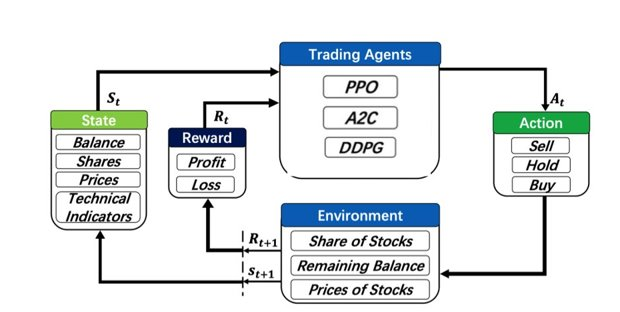 Trading Agents
PPO
A2C
DDPG
S_t
R_t
A_t
State
Balance
Shares
Prices
Technical
Indicators
Reward
Profit
Loss
Action
Sell
Hold
Buy
Environment
Share of Stocks
Remaining Balance
Prices of Stocks
R_{t+1}
s_{t+1}